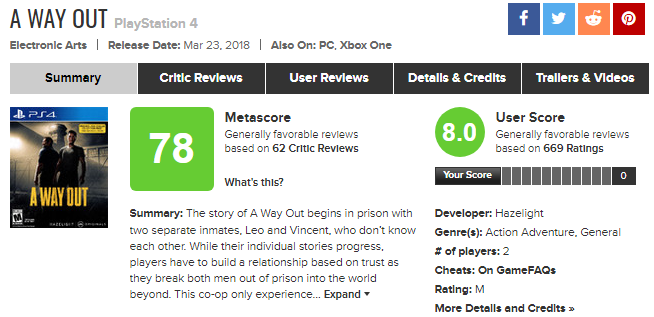 A WAY OUT PlayStation 4
Electronic Arts | Release Date: Mar 23, 2018 | Also On: PC, Xbox One
Summary
Critic Reviews
User Reviews
Details & Credits
Trailers & Videos
PS4
A WAY OUT
HAZELIGHT
ORIGINALS
78
Metascore
Generally favorable reviews
based on 62 Critic Reviews
What's this?
8.0
User Score
Generally favorable reviews
based on 669 Ratings
Your Score
0
Summary: The story of A Way Out begins in prison with
two separate inmates, Leo and Vincent, who don't know
each other. While their individual stories progress,
players have to build a relationship based on trust as
they break both men out of prison into the world
beyond. This co-op only experience... Expand
Developer: Hazelight
Genre(s): Action Adventure, General
# of players: 2
Cheats: On GameFAQs
Rating: M
More Details and Credits »